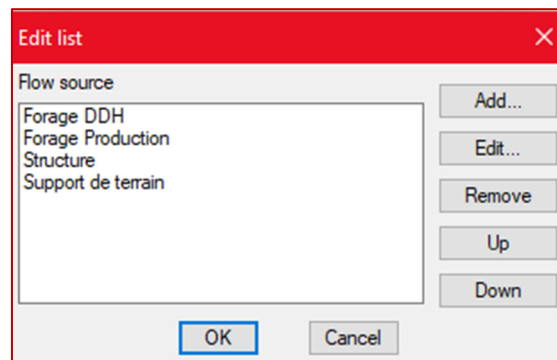 Edit list
Flow source
Forage DDH
Forage Production
Structure
Support de terrain
Add...
Edit...
Remove
Up
Down
OK
Cancel